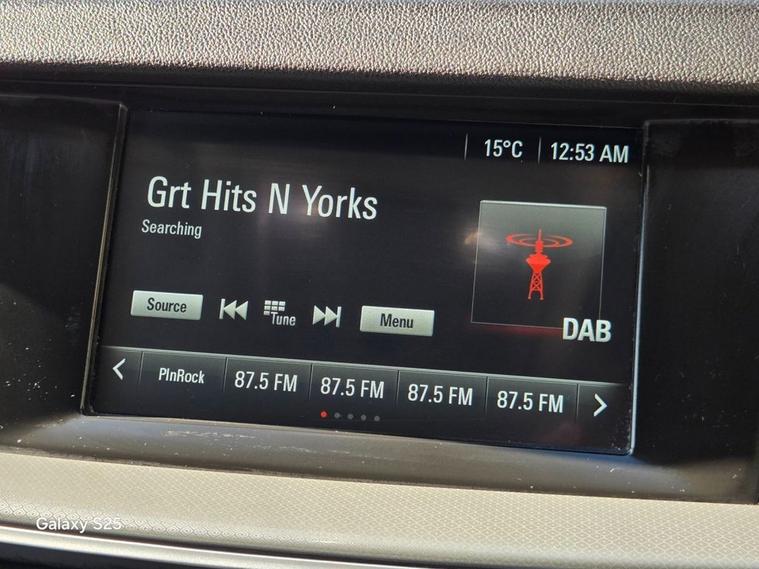 15°C 12:53 AM
Grt Hits N Yorks
Searching
Source Tune Menu
DAB
PlnRock 87.5 FM 87.5 FM 87.5 FM 87.5 FM
Galaxy S25